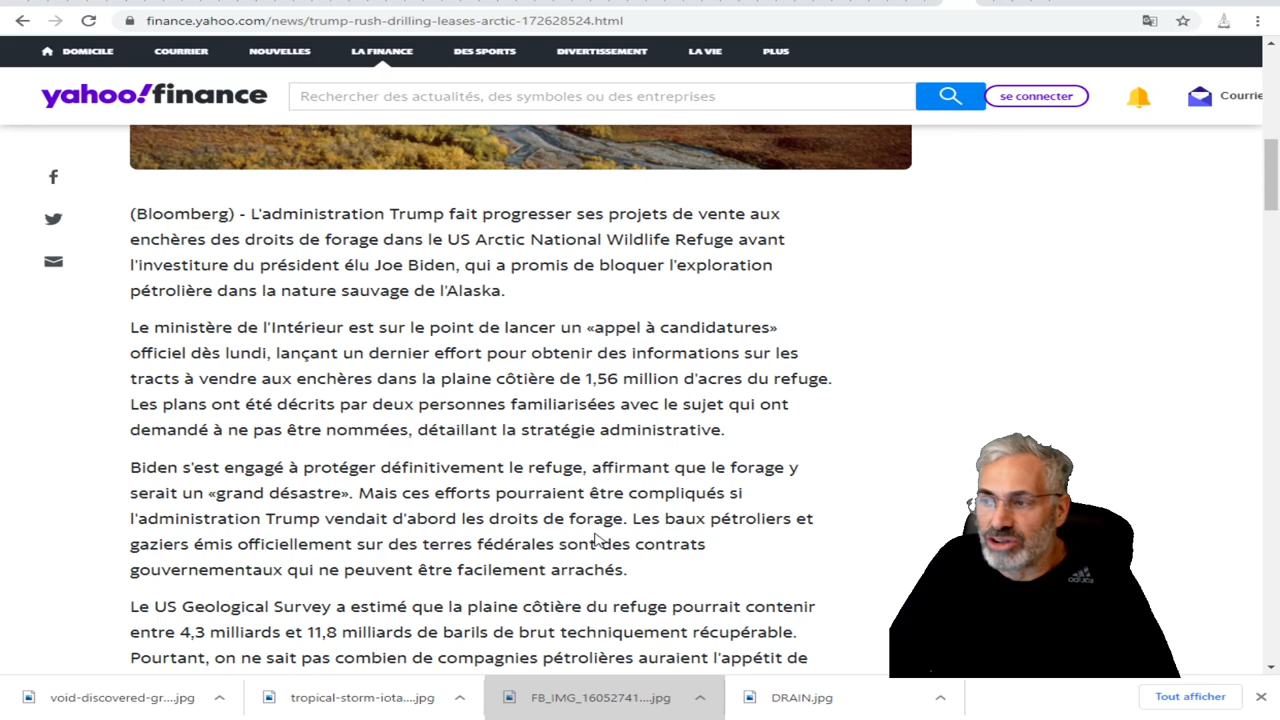 finance.yahoo.com/news/trump-rush-drilling-leases-arctic-172628524.html
DOMICILE COURRIER NOUVELLES LA FINANCE DES SPORTS DIVERTISSEMENT LA VIE PLUS
yahoo!finance Rechercher des actualités, des symboles ou des entreprises se connecter Courrie
(Bloomberg) - L'administration Trump fait progresser ses projets de vente aux
enchères des droits de forage dans le US Arctic National Wildlife Refuge avant
l'investiture du président élu Joe Biden, qui a promis de bloquer l'exploration
pétrolière dans la nature sauvage de l'Alaska.
Le ministère de l'Intérieur est sur le point de lancer un «appel à candidatures»
officiel dès lundi, lançant un dernier effort pour obtenir des informations sur les
tracts à vendre aux enchères dans la plaine côtière de 1,56 million d'acres du refuge.
Les plans ont été décrits par deux personnes familiarisées avec le sujet qui ont
demandé à ne pas être nommées, détaillant la stratégie administrative.
Biden s'est engagé à protéger définitivement le refuge, affirmant que le forage y
serait un «grand désastre». Mais ces efforts pourraient être compliqués si
l'administration Trump vendait d'abord les droits de forage. Les baux pétroliers et
gaziers émis officiellement sur des terres fédérales sont des contrats
gouvernementaux qui ne peuvent être facilement arrachés.
Le US Geological Survey a estimé que la plaine côtière du refuge pourrait contenir
entre 4,3 milliards et 11,8 milliards de barils de brut techniquement récupérable.
Pourtant, on ne sait pas combien de compagnies pétrolières auraient l'appétit de
adidas
void-discovered-gr....jpg tropical-storm-iota....jpg FB_IMG_16052741....jpg DRAIN.jpg Tout afficher